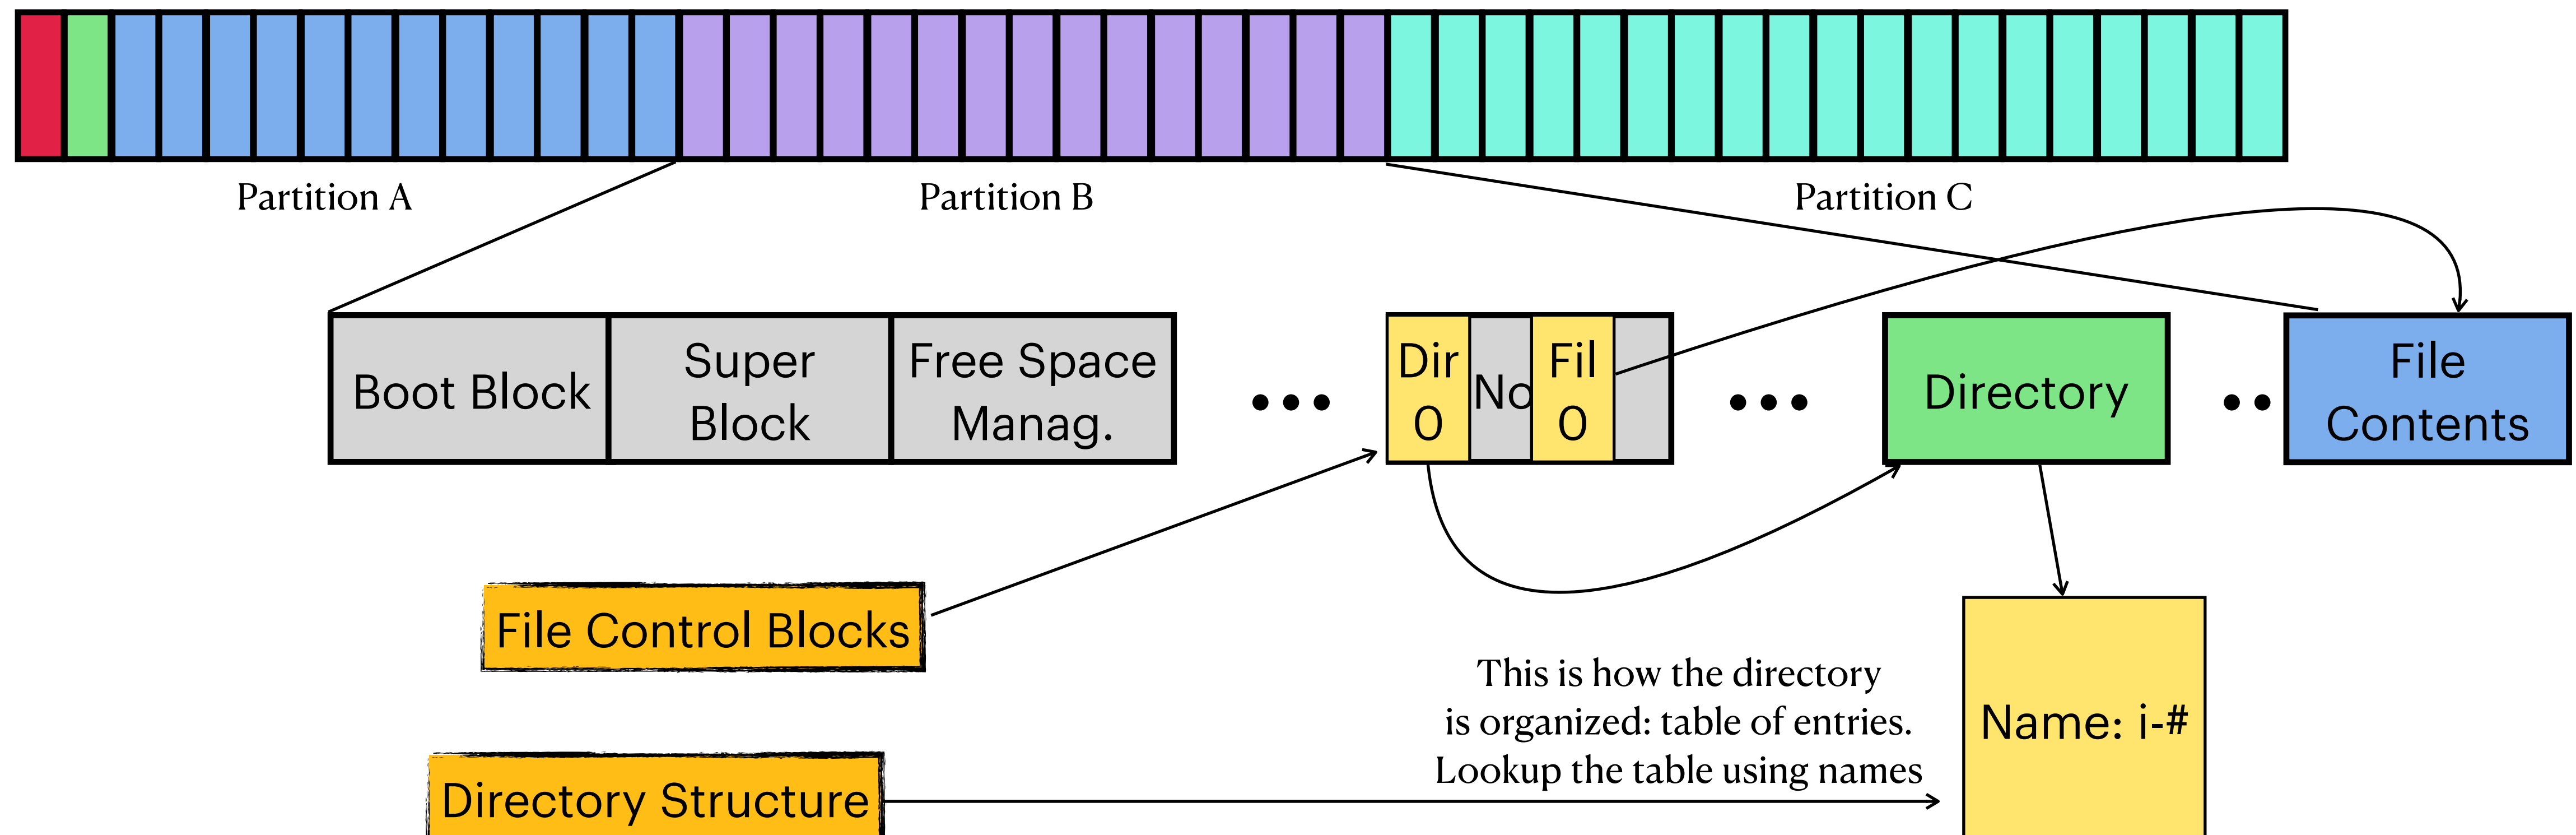 Partition A
Partition B
Partition C
Boot Block
Super
Block
Free Space
Manag.
Dir
0
No
Fil
0
Directory
File
Contents
File Control Blocks
This is how the directory
is organized: table of entries.
Lookup the table using names
Name: i-#
Directory Structure